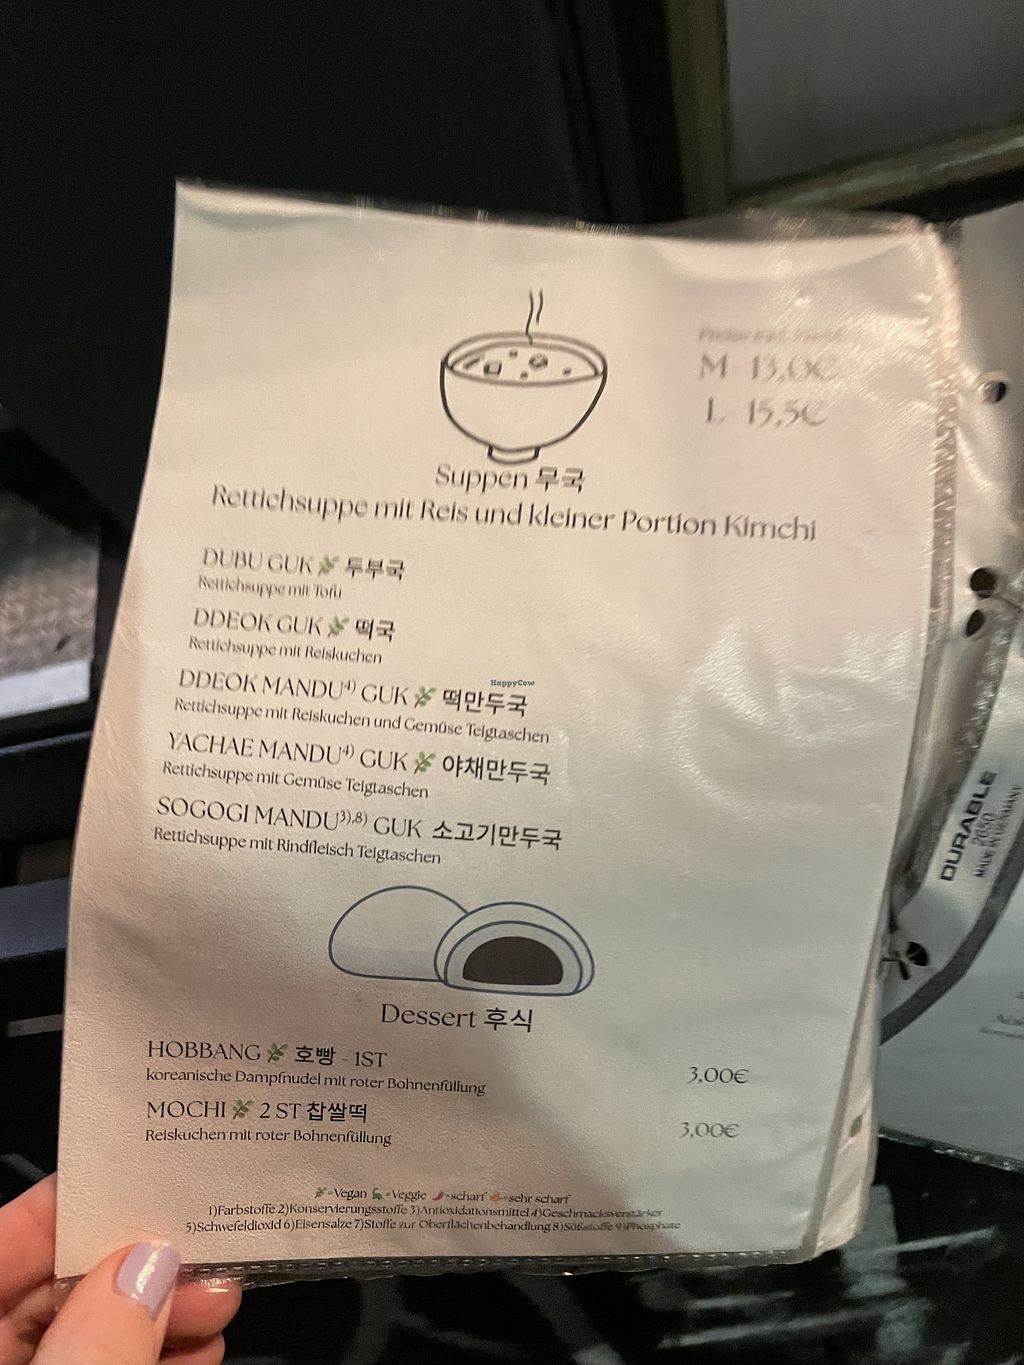 M 13,0€
L 15,5€
Suppen 무국
Rettichsuppe mit Reis und kleiner Portion Kimchi
DUBU GUK 두부국
Rettichsuppe mit Tofu
DDEOK GUK 떡국
Rettichsuppe mit Reiskuchen
HappyCow
DDEOK MANDU4) GUK 떡만두국
Rettichsuppe mit Reiskuchen und Gemüse Teigtaschen
YACHAE MANDU4) GUK 야채만두국
Rettichsuppe mit Gemüse Teigtaschen
SOGOGI MANDU3),8) GUK 소고기만두국
Rettichsuppe mit Rindfleisch Teigtaschen
Dessert 후식
HOBBANG 호빵 - 1ST
koreanische Dampfnudel mit roter Bohnenfüllung
3,00€
MOCHI 2 ST 찹쌀떡
Reiskuchen mit roter Bohnenfüllung
3,00€
=Vegan =Veggie =scharf =sehr scharf
1)Farbstoffe 2)Konservierungsstoffe 3)Antioxidationsmittel 4)Geschmacksverstärker
5)Schwefeldioxid 6)Eisensalze 7)Stoffe zur Oberflächenbehandlung 8)Süßstoffe 9)Phosphate
DURABLE
2680
MADE IN GERMANY